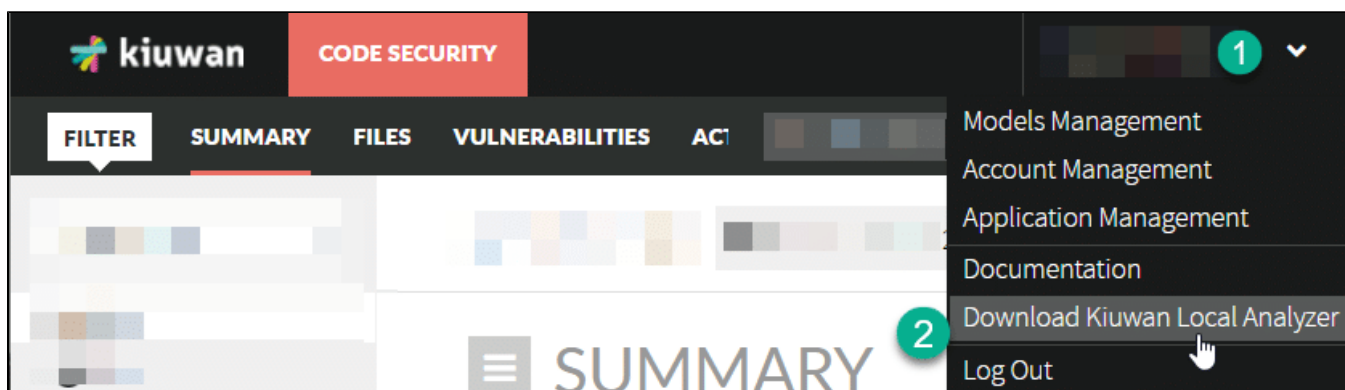 kiuwan
CODE SECURITY
1
FILTER
SUMMARY
FILES
VULNERABILITIES
ACT
Models Management
Account Management
Application Management
Documentation
2
Download Kiuwan Local Analyzer
Log Out
SUMMARY